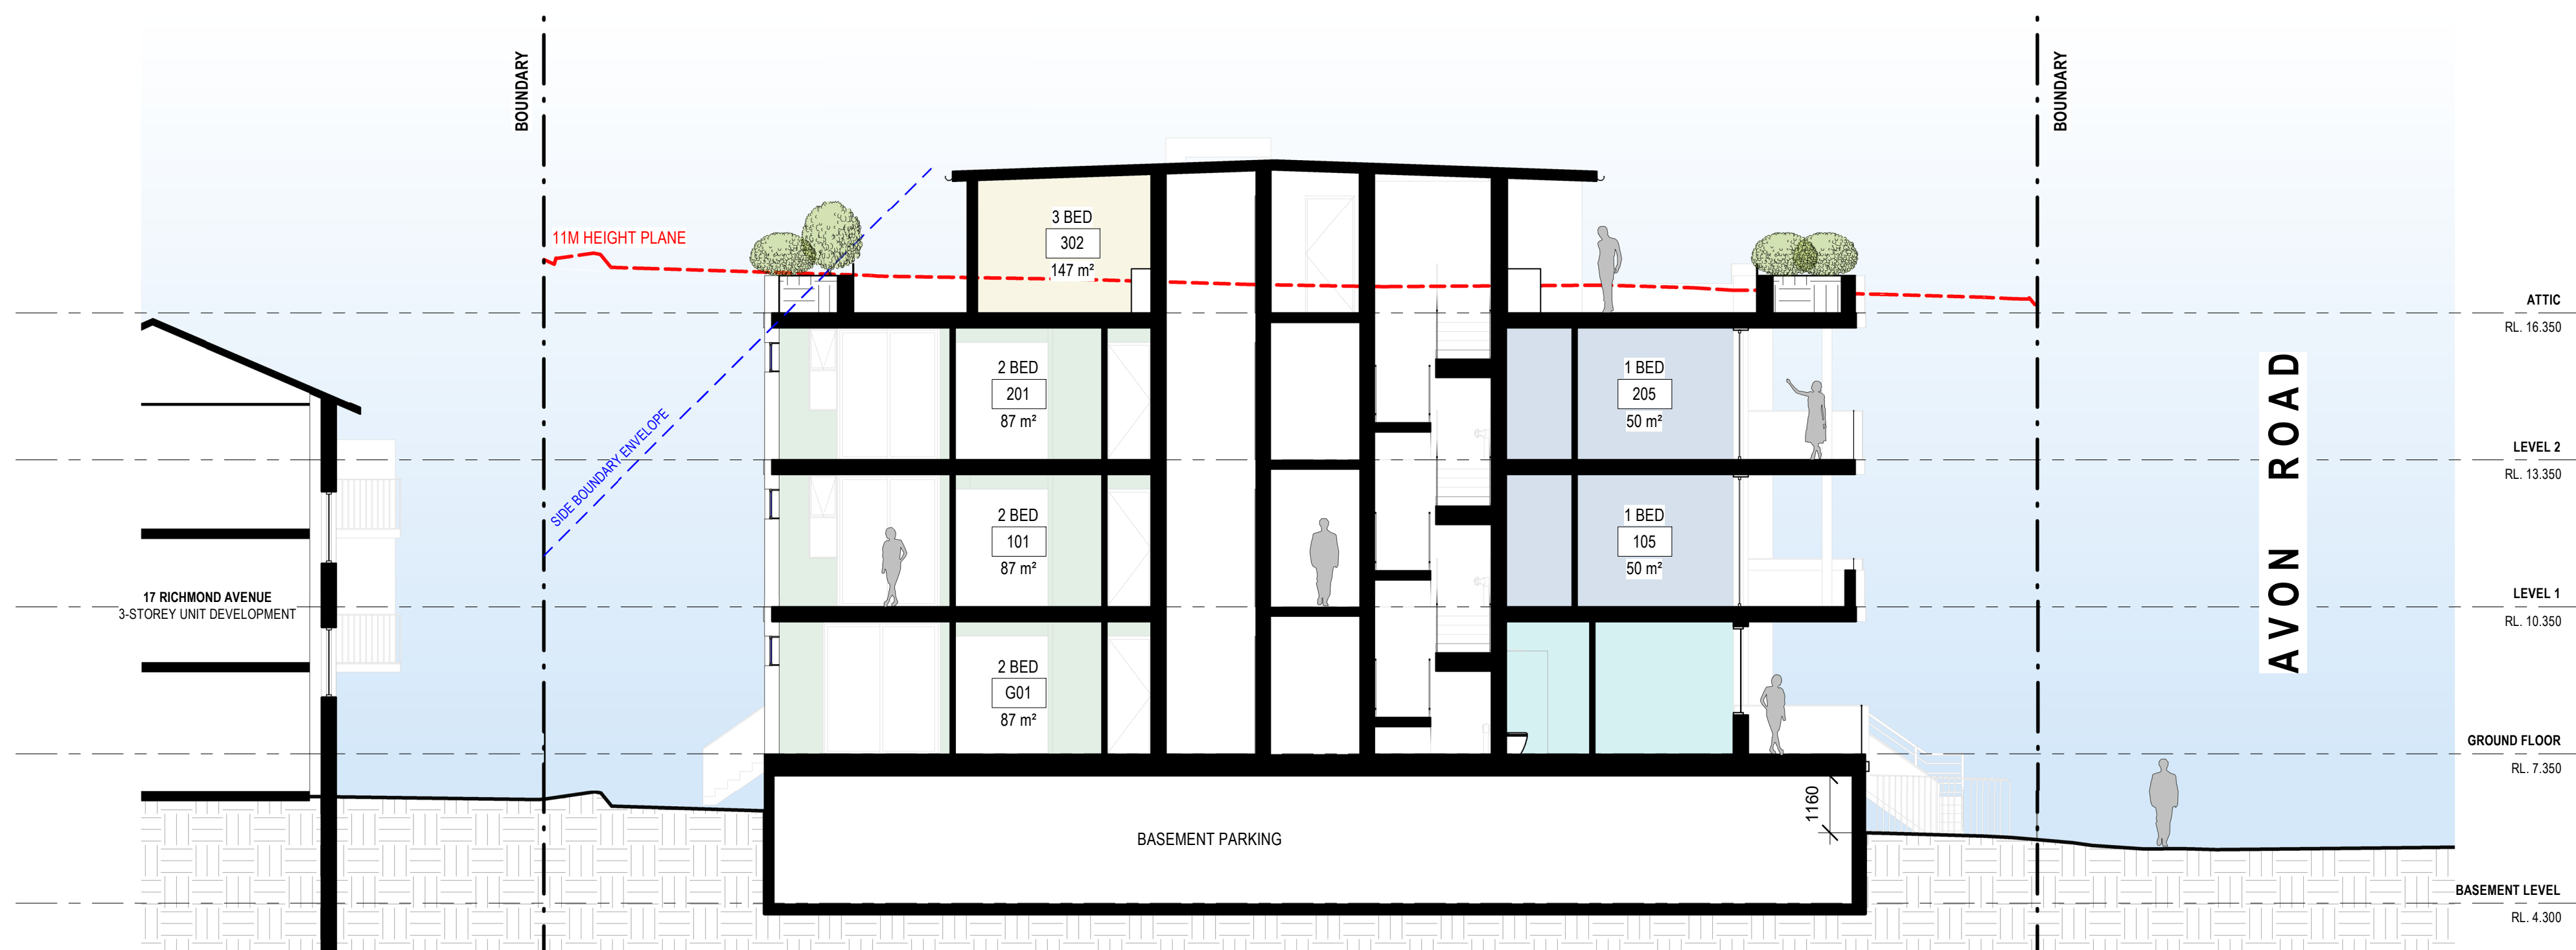 BOUNDARY
BOUNDARY
11M HEIGHT PLANE
3 BED
302
147 m²
ATTIC
RL. 16.350
SIDE BOUNDARY ENVELOPE
2 BED
201
87 m²
1 BED
205
50 m²
AVON ROAD
LEVEL 2
RL. 13.350
2 BED
101
87 m²
1 BED
105
50 m²
17 RICHMOND AVENUE
3-STOREY UNIT DEVELOPMENT
LEVEL 1
RL. 10.350
2 BED
G01
87 m²
GROUND FLOOR
RL. 7.350
1160
BASEMENT PARKING
BASEMENT LEVEL
RL. 4.300